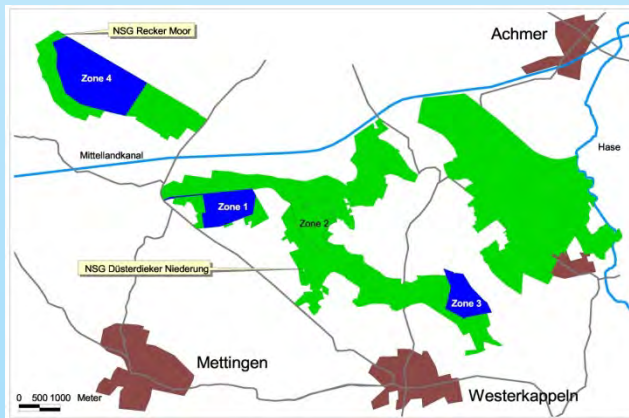 NSG Recker Moor
Achmer
Zone 4
Mittellandkanal
Hase
Zone 1
Zone 2
NSG Düsterdieker Niederung
Zone 3
Mettingen
Westerkappeln
0 500 1000 Meter